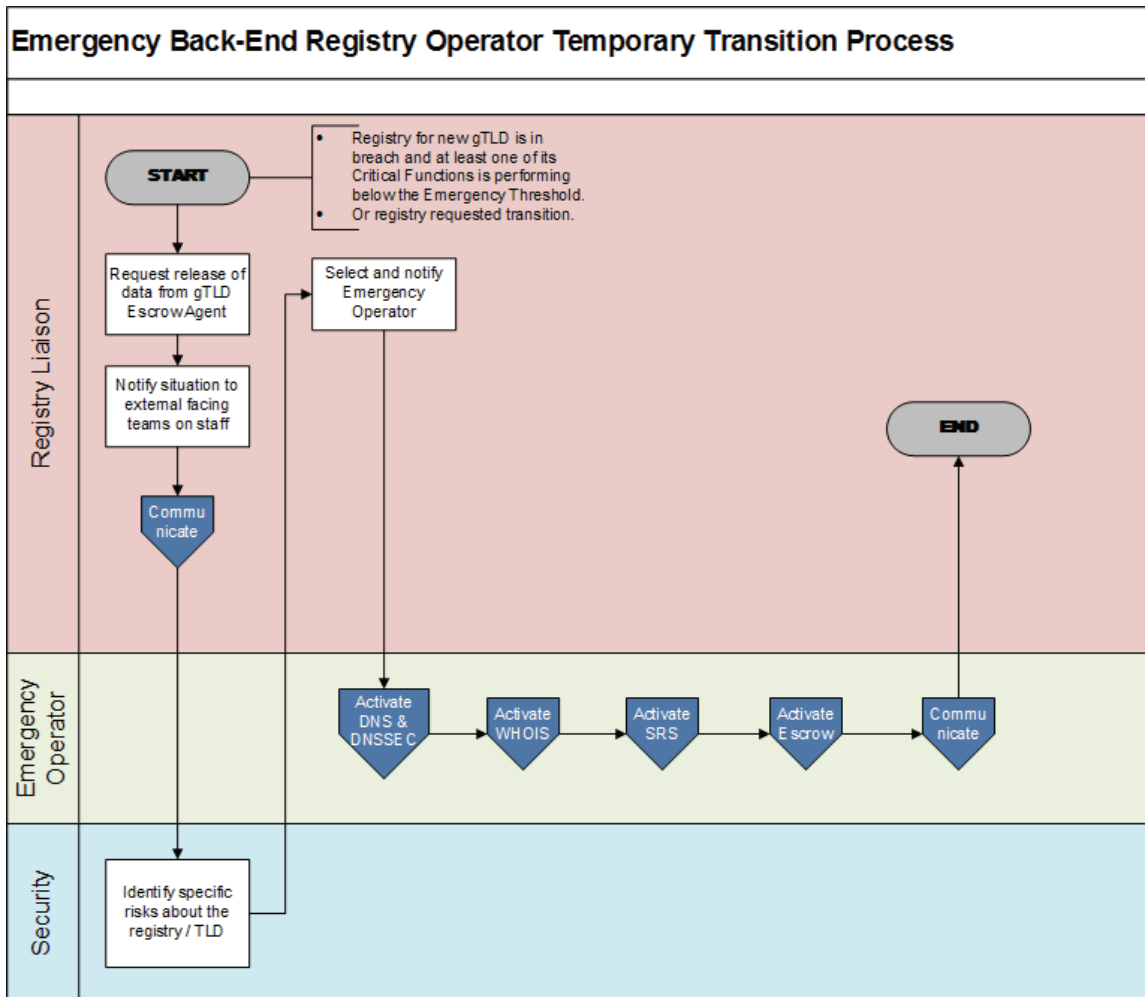 Emergency Back-End Registry Operator Temporary Transition Process
Registry Liaison
START
• Registry for new gTLD is in
breach and at least one of its
Critical Functions is performing
below the Emergency Threshold.
• Or registry requested transition.
Request release of
data from gTLD
EscrowAgent
Select and notify
Emergency
Operator
Notify situation to
external facing
teams on staff
Commu
nicate
END
Emergency
Operator
Activate
DNS &
DNSSEC
Activate
WHOIS
Activate
SRS
Activate
Escrow
Commu
nicate
Security
Identify specific
risks about the
registry / TLD